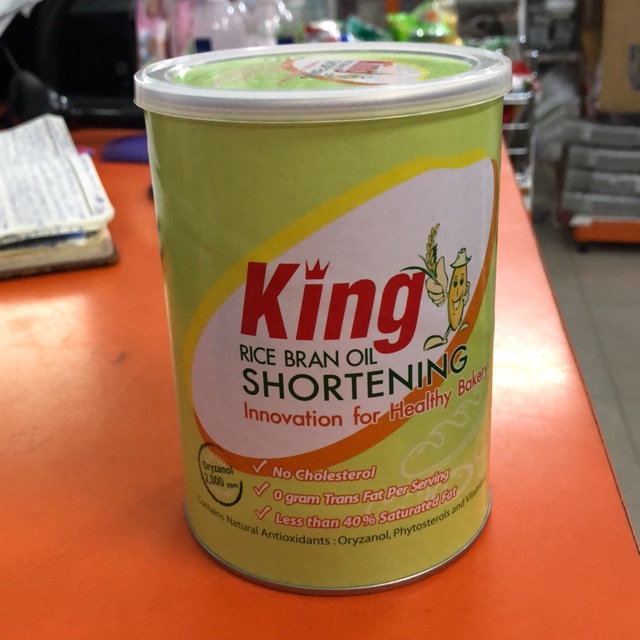 King
RICE BRAN OIL
SHORTENING
Innovation for Healthy Bakery
Oryzanol
2,000 ppm
✓ No Cholesterol
✓ 0 gram Trans Fat Per Serving
✓ Less than 40% Saturated Fat
Contains Natural Antioxidants : Oryzanol, Phytosterols and